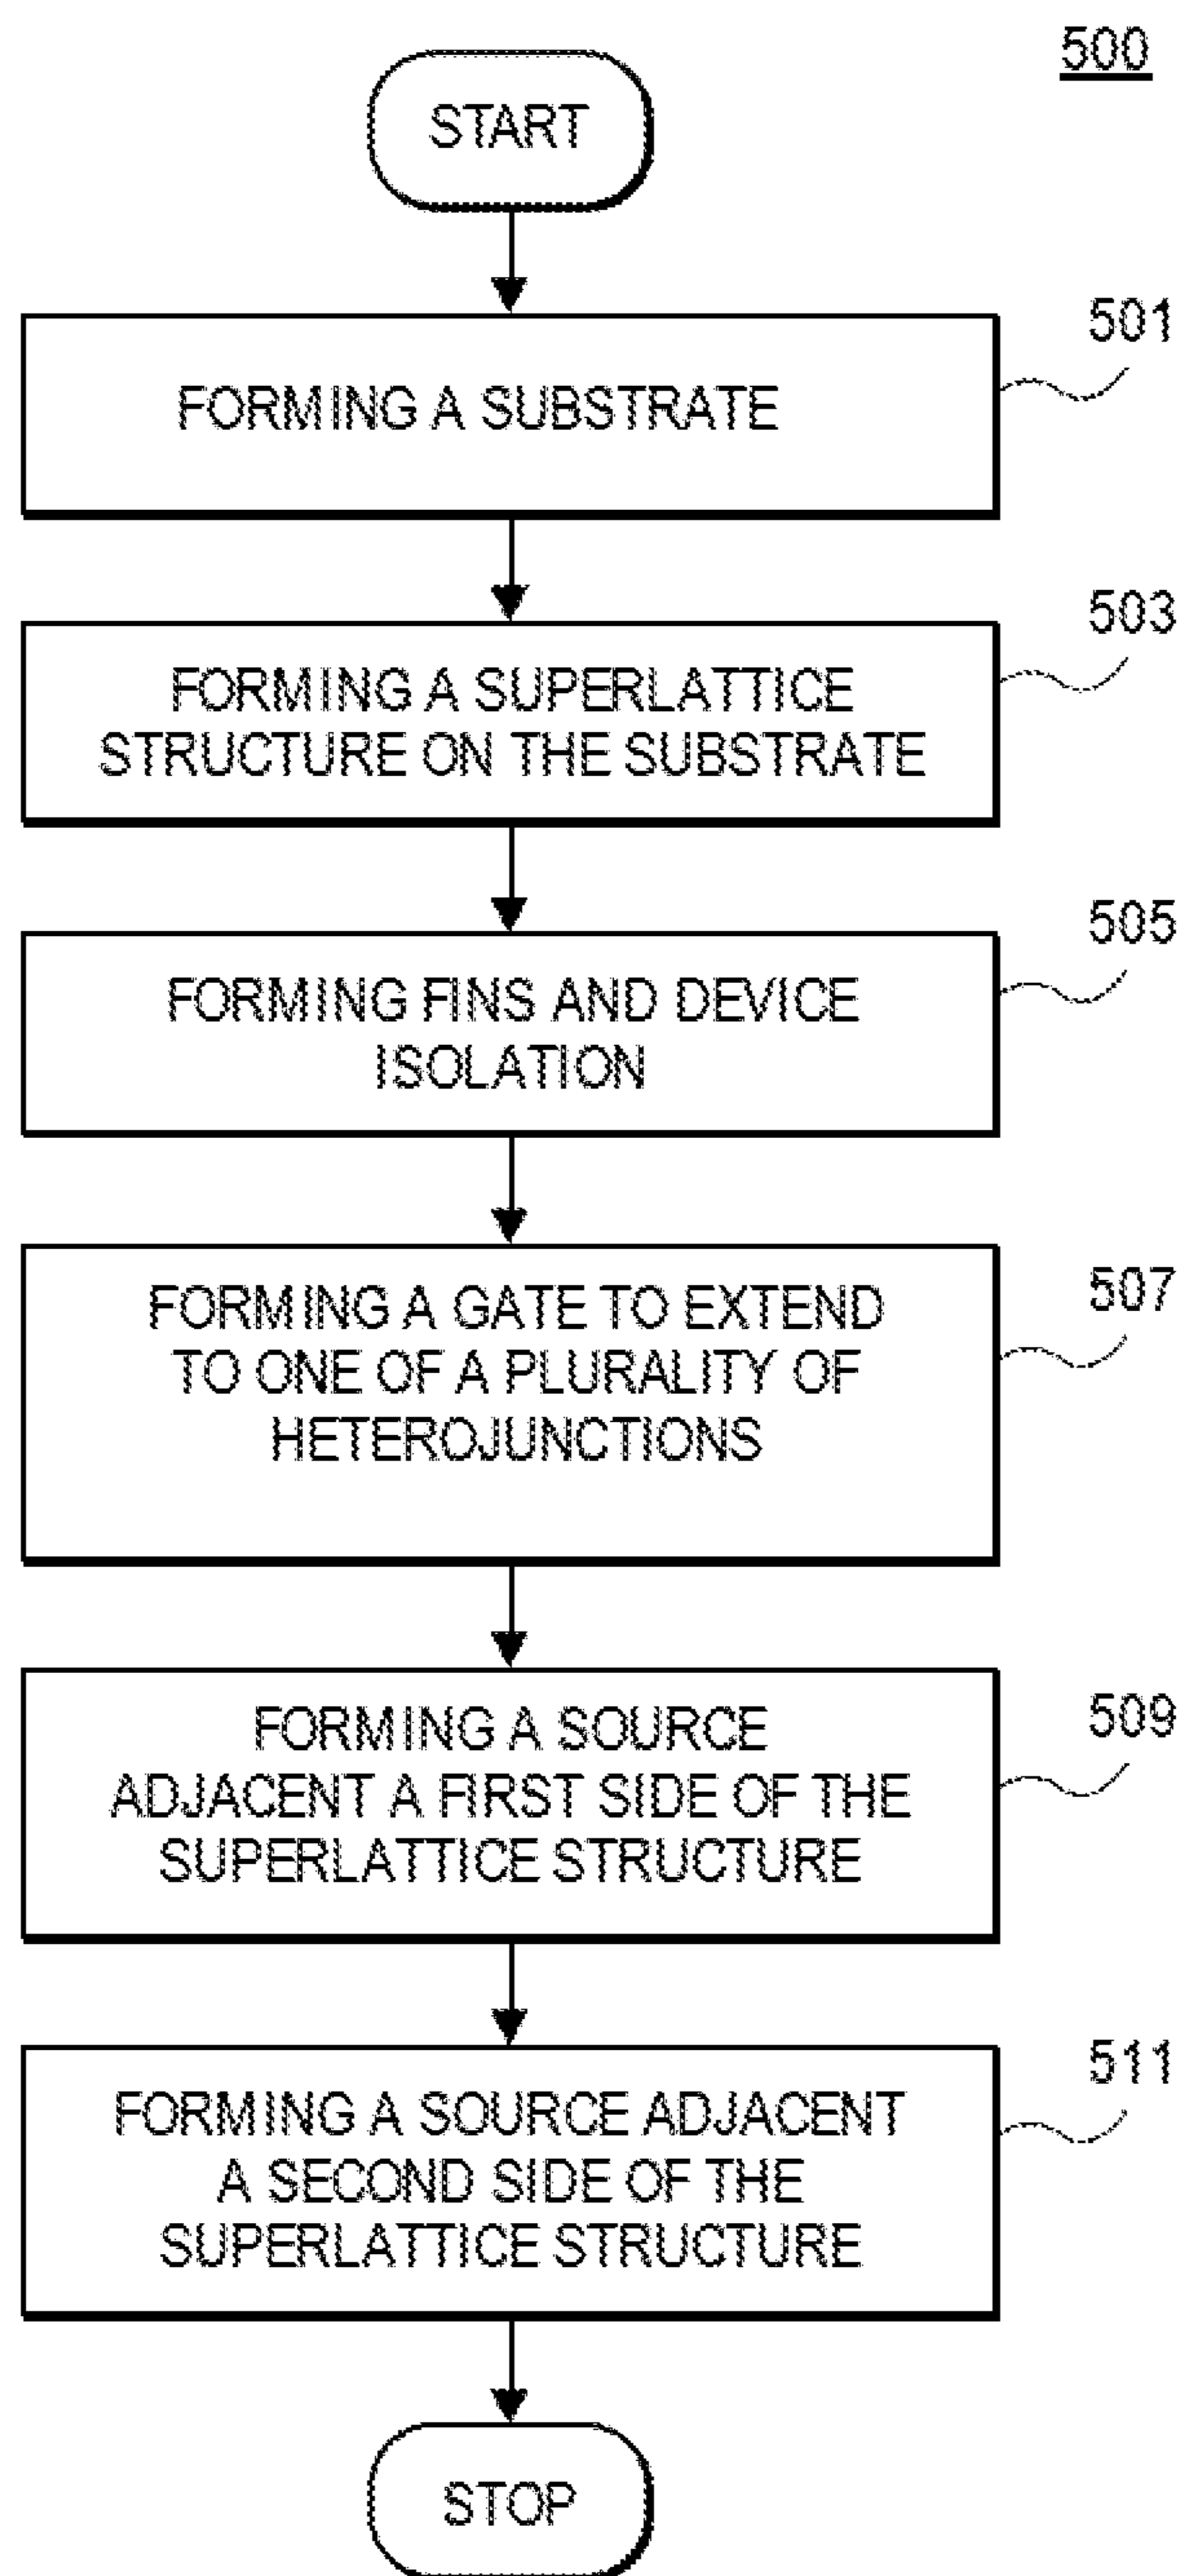 500
START
501
FORMING A SUBSTRATE
503
FORMING A SUPERLATTICE
STRUCTURE ON THE SUBSTRATE
505
FORMING FINS AND DEVICE
ISOLATION
507
FORMING A GATE TO EXTEND
TO ONE OF A PLURALITY OF
HETEROJUNCTIONS
509
FORMING A SOURCE
ADJACENT A FIRST SIDE OF THE
SUPERLATTICE STRUCTURE
511
FORMING A SOURCE ADJACENT
A SECOND SIDE OF THE
SUPERLATTICE STRUCTURE
STOP